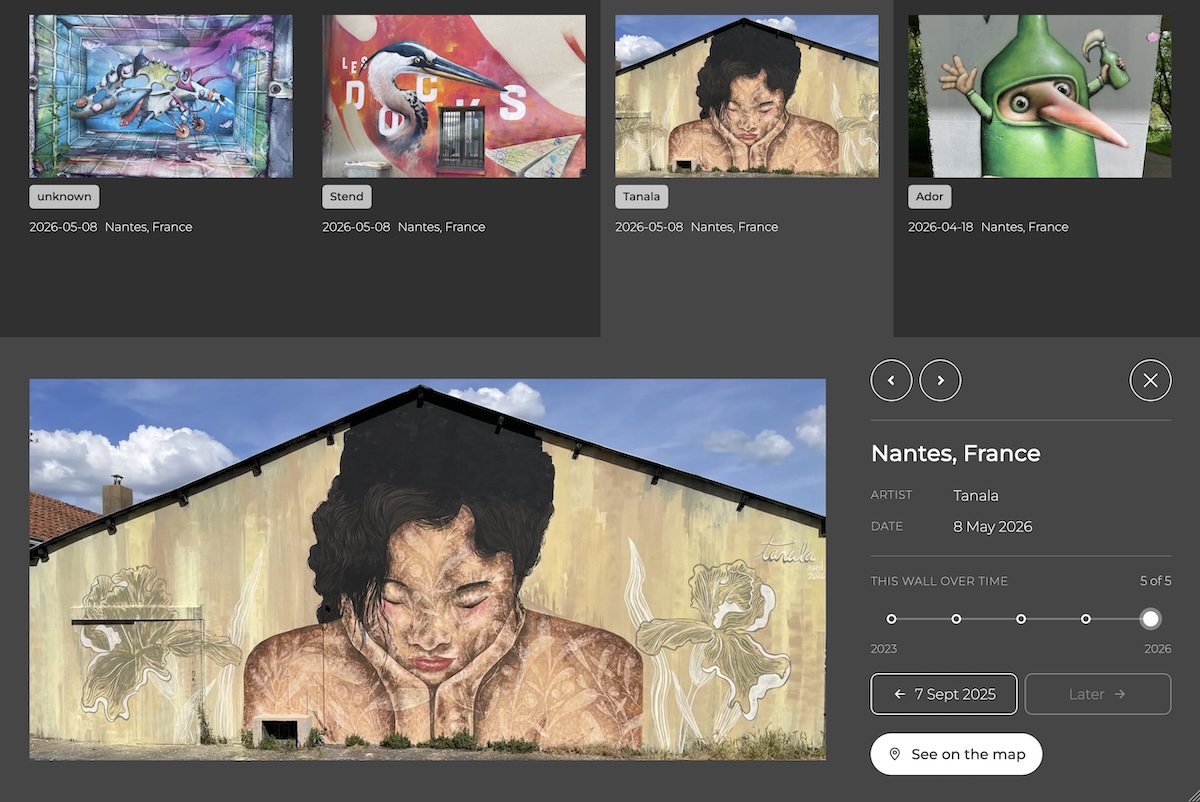 LES
DOCKS
unknown
Stend
Tanala
Ador
2026-05-08 Nantes, France
2026-05-08 Nantes, France
2026-05-08 Nantes, France
2026-04-18 Nantes, France
Nantes, France
ARTIST Tanala
DATE 8 May 2026
tanala
THIS WALL OVER TIME 5 of 5
2023 2026
← 7 Sept 2025
Later →
See on the map